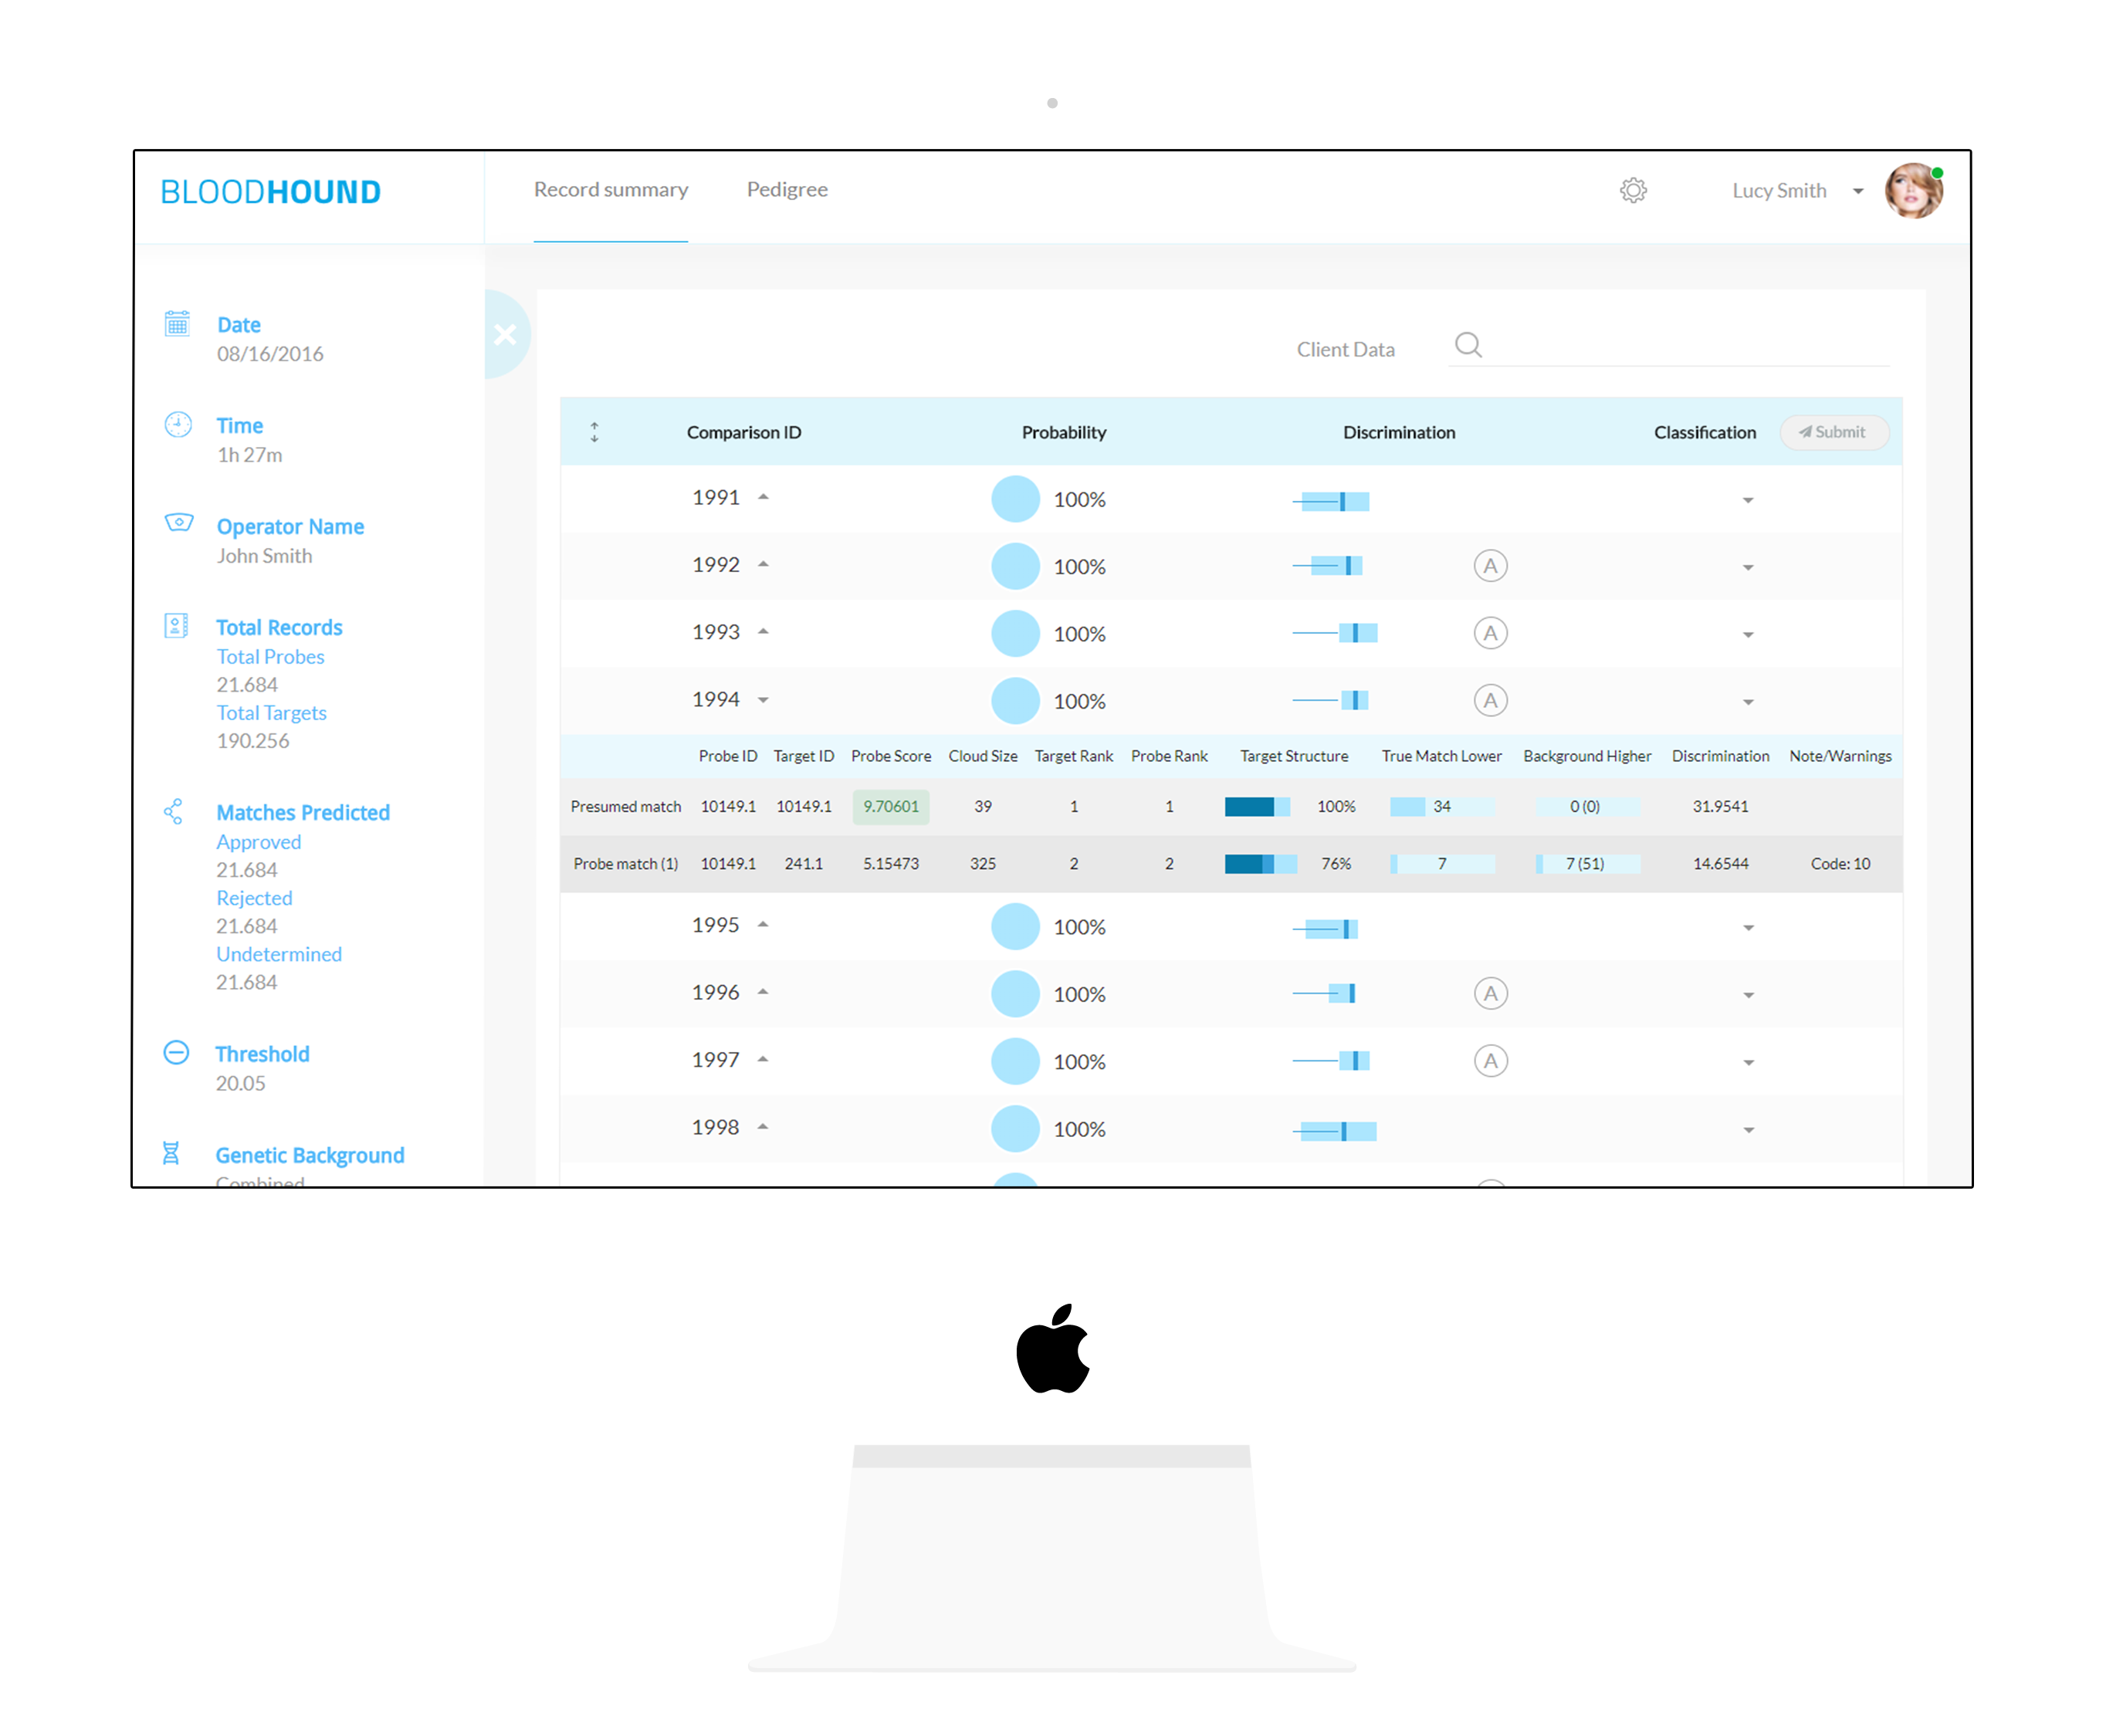 BLOODHOUND
Record summary Pedigree
Lucy Smith
Date
08/16/2016
Time
1h 27m
Operator Name
John Smith
Total Records
Total Probes
21.684
Total Targets
190.256
Matches Predicted
Approved
21.684
Rejected
21.684
Undetermined
21.684
Threshold
20.05
Genetic Background
Combined
Client Data
Comparison ID Probability Discrimination Classification Submit
1991 100%
1992 100% A
1993 100% A
1994 100% A
Probe ID Target ID Probe Score Cloud Size Target Rank Probe Rank Target Structure True Match Lower Background Higher Discrimination Note/Warnings
Presumed match 10149.1 10149.1 9.70601 39 1 1 100% 34 0 (0) 31.9541
Probe match (1) 10149.1 241.1 5.15473 325 2 2 76% 7 7 (51) 14.6544 Code: 10
1995 100%
1996 100% A
1997 100% A
1998 100%